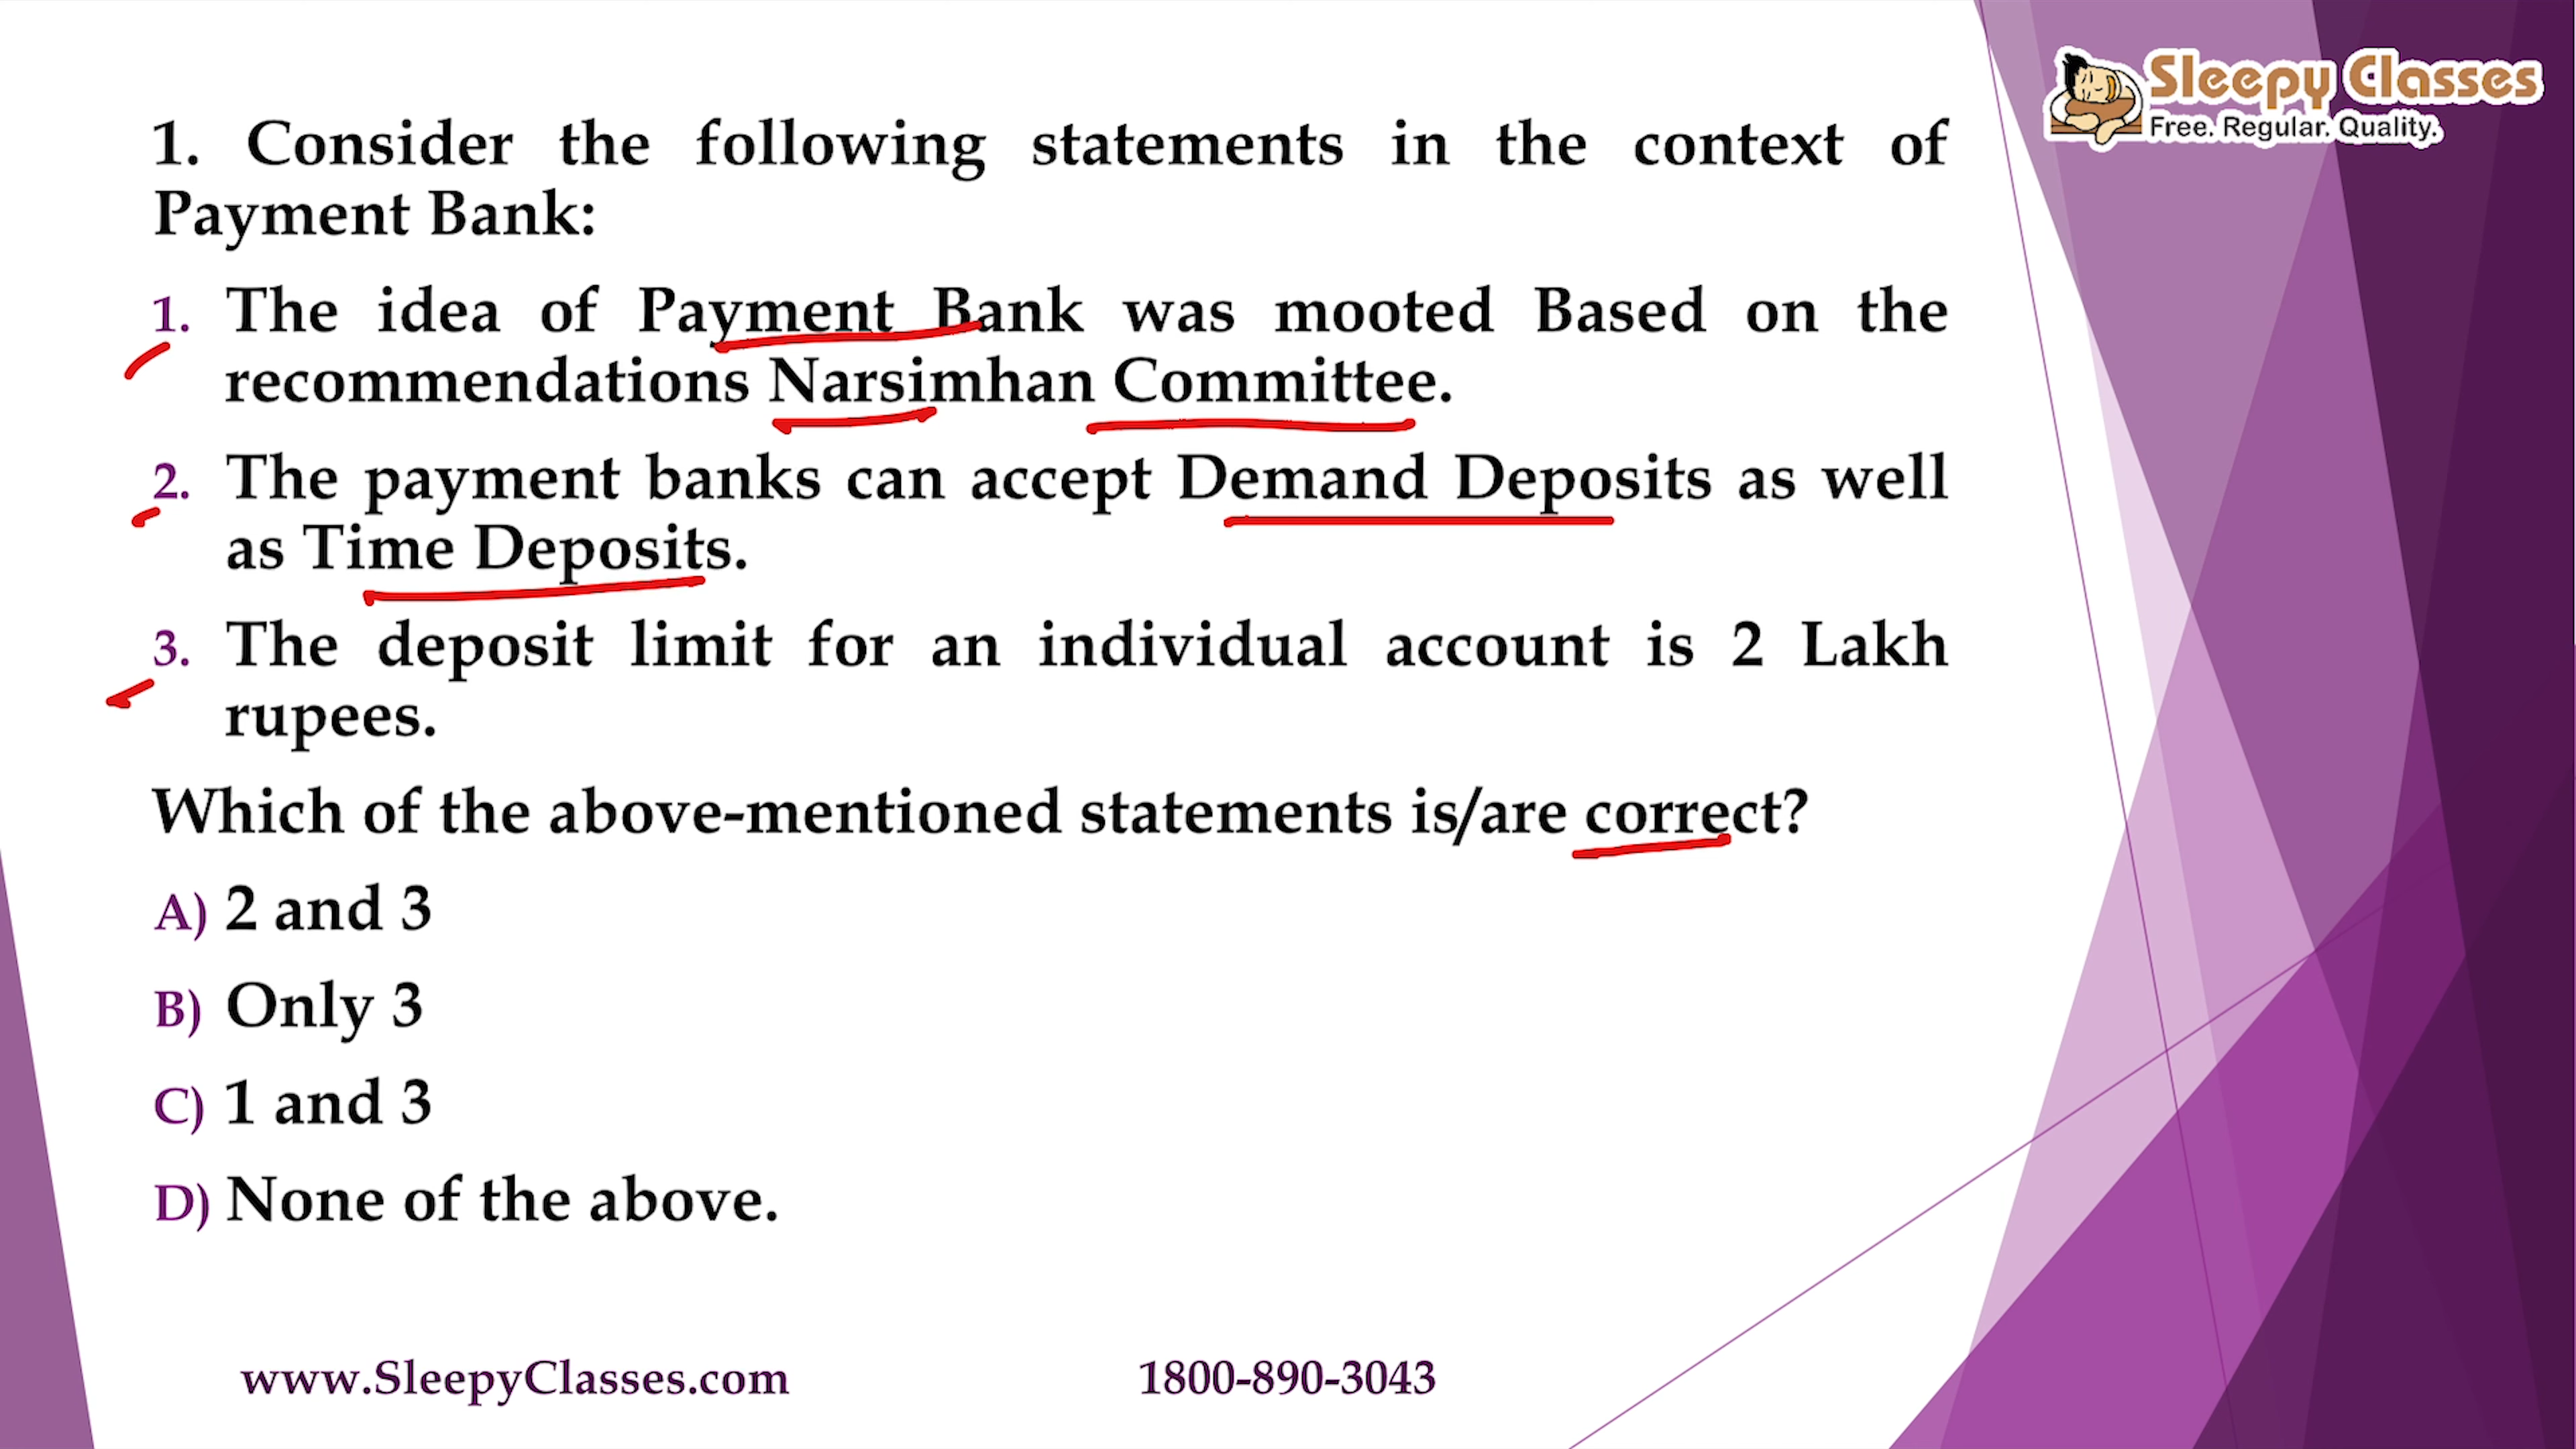 Sleepy Classes
Free. Regular. Quality.
1. Consider the following statements in the context of
Payment Bank:
1. The idea of Payment Bank was mooted Based on the
recommendations Narsimhan Committee.
2. The payment banks can accept Demand Deposits as well
as Time Deposits.
3. The deposit limit for an individual account is 2 Lakh
rupees.
Which of the above-mentioned statements is/are correct?
A) 2 and 3
B) Only 3
C) 1 and 3
D) None of the above.
www.SleepyClasses.com 1800-890-3043